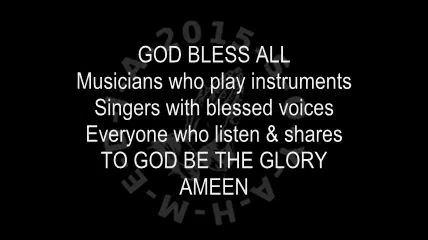 GOD BLESS ALL
Musicians who play instruments
Singers with blessed voices
Everyone who listen & shares
TO GOD BE THE GLORY
AMEEN
2015